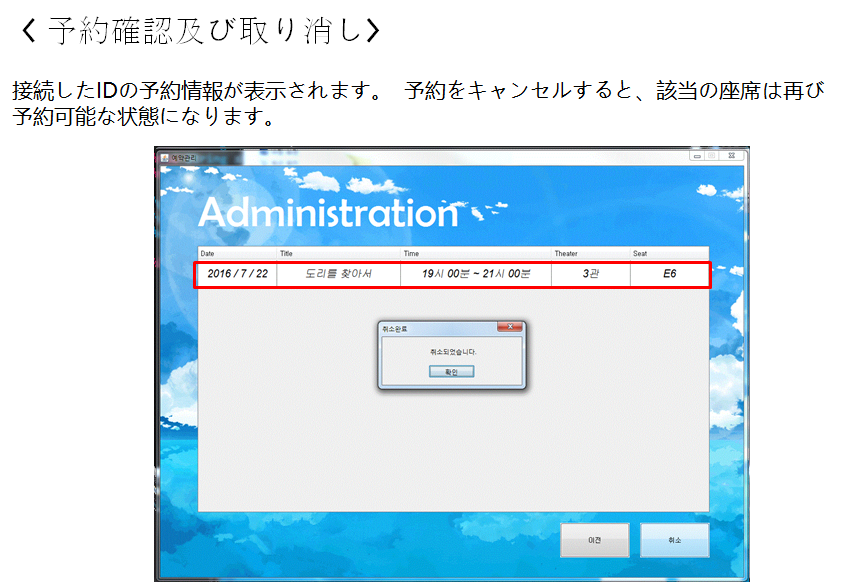 < 予約確認及び取り消し>
接続したIDの予約情報が表示されます。 予約をキャンセルすると、該当の座席は再び
予約可能な状態になります。
예약관리
Administration
Date Title Time Theater Seat
2016 / 7 / 22 도리를 찾아서 19시 00분 ~ 21시 00분 3관 E6
취소완료
취소되었습니다.
확인
이전 취소